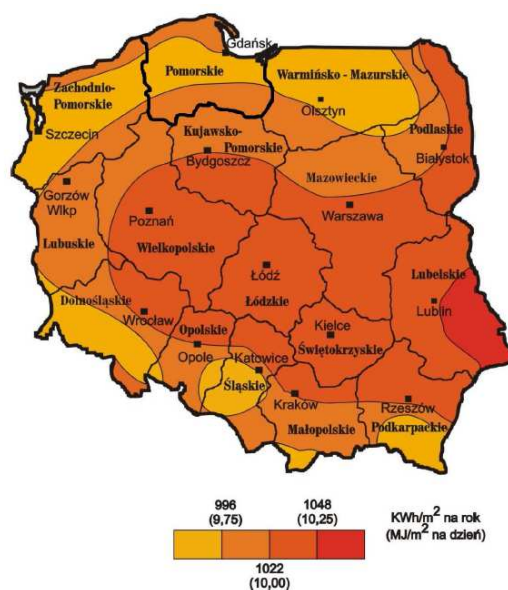 Gdańsk
Zachodnio-
Pomorskie
Pomorskie
Warmińsko - Mazurskie
Olsztyn
Szczecin
Kujawsko-
Pomorskie
Bydgoszcz
Podlaskie
Białystok
Gorzów
Wlkp
Mazowieckie
Poznań
Warszawa
Lubuskie
Wielkopolskie
Łódź
Łódzkie
Lubelskie
Lublin
Dolnośląskie
Wrocław
Opolskie
Opole
Kielce
Świętokrzyskie
Katowice
Śląskie
Kraków
Małopolskie
Rzeszów
Podkarpackie
996
(9,75)
1048
(10,25)
KWh/m² na rok
(MJ/m² na dzień)
1022
(10,00)